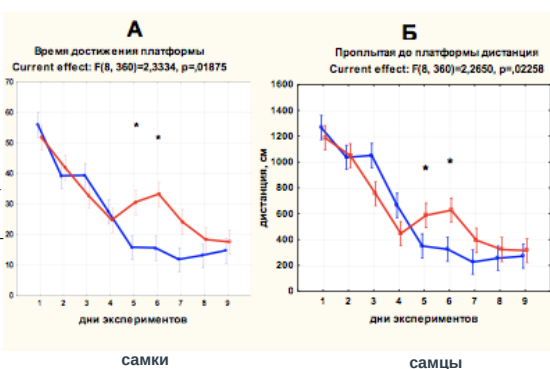 А
Время достижения платформы
Current effect: F(8, 360)=2,3334, p=,01875
70
60
50
40
30
20
10
0
*
*
1 2 3 4 5 6 7 8 9
дни экспериментов
самки
Б
Проплытая до платформы дистанция
Current effect: F(8, 360)=2,2650, p=,02258
1600
1400
1200
1000
800
600
400
200
0
дистанция, см
*
*
1 2 3 4 5 6 7 8 9
дни экспериментов
самцы